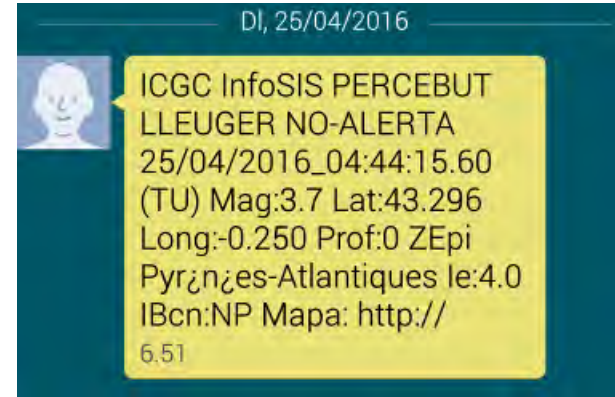 Dl, 25/04/2016
ICGC InfoSIS PERCEBUT
LLEUGER NO-ALERTA
25/04/2016_04:44:15.60
(TU) Mag:3.7 Lat:43.296
Long:-0.250 Prof:0 ZEpi
Pyr¿n¿es-Atlantiques Ie:4.0
IBcn:NP Mapa: http://
6.51